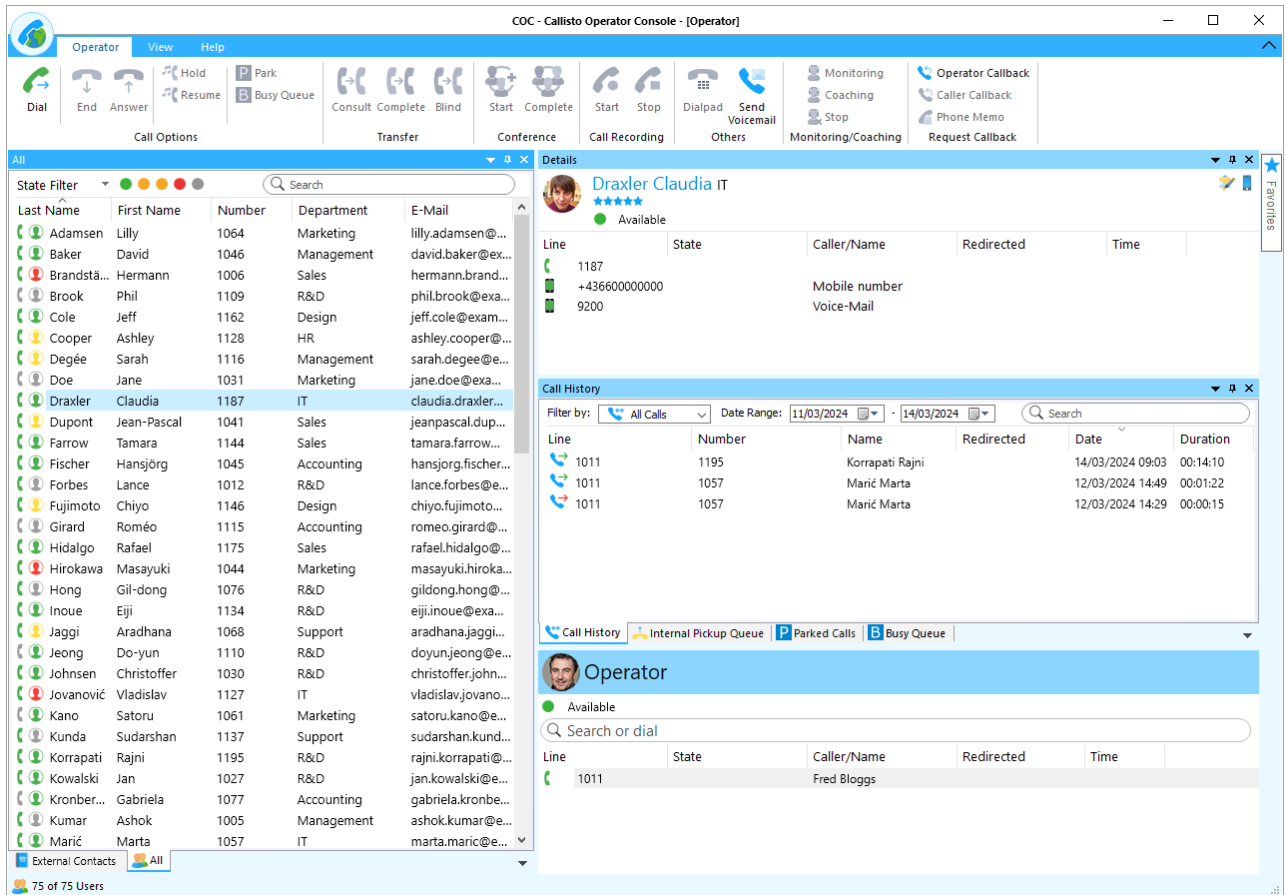 COC - Callisto Operator Console - [Operator]
Operator View Help
Dial End Answer Hold Resume P Park B Busy Queue
Call Options
Consult Complete Blind
Transfer
Start Complete
Conference
Start Stop
Call Recording
Dialpad Send Voicemail
Others
Monitoring
Coaching
Stop
Monitoring/Coaching
Operator Callback
Caller Callback
Phone Memo
Request Callback
All
State Filter Search
Last Name First Name Number Department E-Mail
Adamsen Lilly 1064 Marketing lilly.adamsen@...
Baker David 1046 Management david.baker@ex...
Brandstä... Hermann 1006 Sales hermann.brand...
Brook Phil 1109 R&D phil.brook@exa...
Cole Jeff 1162 Design jeff.cole@exam...
Cooper Ashley 1128 HR ashley.cooper@...
Degée Sarah 1116 Management sarah.degee@e...
Doe Jane 1031 Marketing jane.doe@exa...
Draxler Claudia 1187 IT claudia.draxler...
Dupont Jean-Pascal 1041 Sales jeanpascal.dup...
Farrow Tamara 1144 Sales tamara.farrow...
Fischer Hansjörg 1045 Accounting hansjorg.fischer...
Forbes Lance 1012 R&D lance.forbes@e...
Fujimoto Chiyo 1146 Design chiyo.fujimoto...
Girard Roméo 1115 Accounting romeo.girard@...
Hidalgo Rafael 1175 Sales rafael.hidalgo@...
Hirokawa Masayuki 1044 Marketing masayuki.hiroka...
Hong Gil-dong 1076 R&D gildong.hong@...
Inoue Eiji 1134 R&D eiji.inoue@exa...
Jaggi Aradhana 1068 Support aradhana.jaggi...
Jeong Do-yun 1110 R&D doyun.jeong@e...
Johnsen Christoffer 1030 R&D christoffer.john...
Jovanović Vladislav 1127 IT vladislav.jovano...
Kano Satoru 1061 Marketing satoru.kano@e...
Kunda Sudarshan 1137 Support sudarshan.kund...
Korrapati Rajni 1195 R&D rajni.korrapati@...
Kowalski Jan 1027 R&D jan.kowalski@e...
Kronber... Gabriela 1077 Accounting gabriela.kronbe...
Kumar Ashok 1005 Management ashok.kumar@e...
Marić Marta 1057 IT marta.maric@e...
External Contacts All
75 of 75 Users
Details
Draxler Claudia IT
Available
Line State Caller/Name Redirected Time
1187
+436600000000 Mobile number
9200 Voice-Mail
Favorites
Call History
Filter by: All Calls Date Range: 11/03/2024 - 14/03/2024 Search
Line Number Name Redirected Date Duration
1011 1195 Korrapati Rajni 14/03/2024 09:03 00:14:10
1011 1057 Marić Marta 12/03/2024 14:49 00:01:22
1011 1057 Marić Marta 12/03/2024 14:29 00:00:15
Call History Internal Pickup Queue P Parked Calls B Busy Queue
Operator
Available
Search or dial
Line State Caller/Name Redirected Time
1011 Fred Bloggs